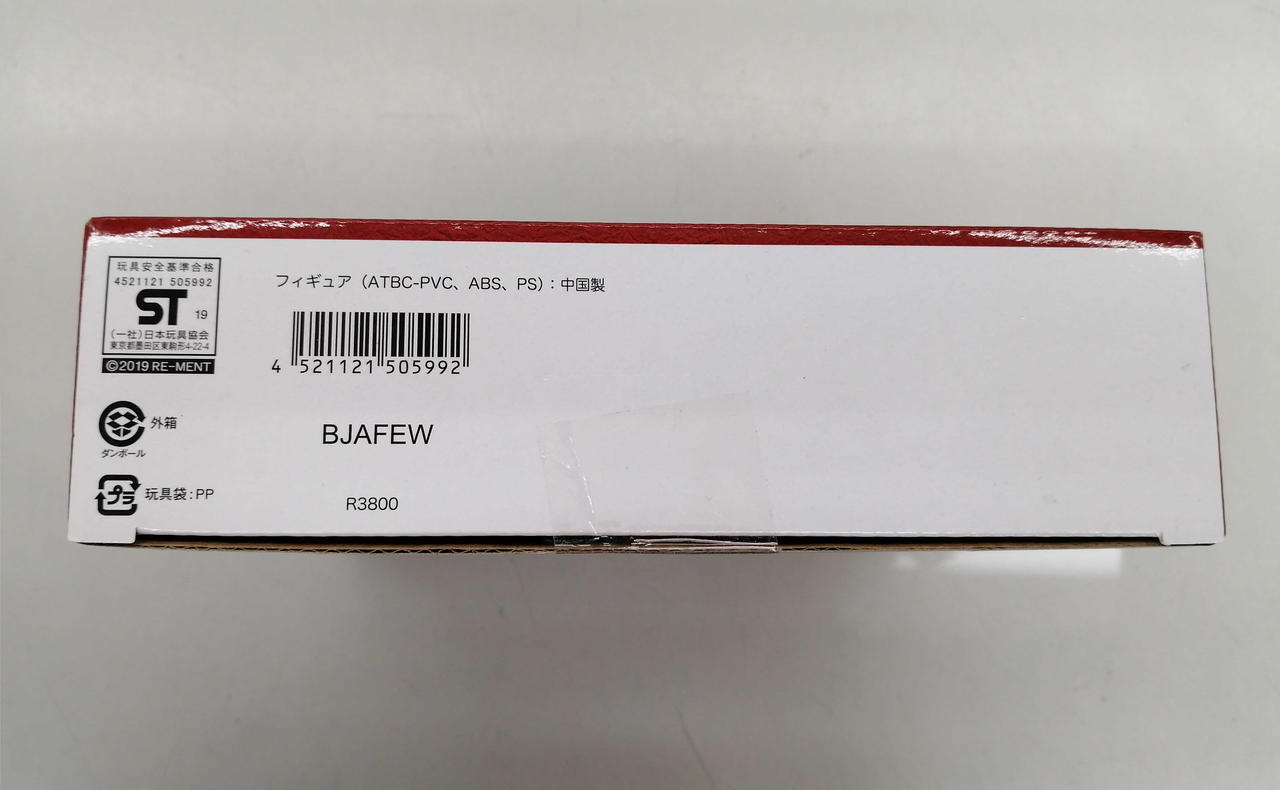 玩具安全基準合格
4521121 505992
ST 19
(一社)日本玩具協会
東京都墨田区東駒形4-22-4
©2019 RE-MENT
フィギュア（ATBC-PVC、ABS、PS）：中国製
4 521121 505992
外箱
ダンボール
BJAFEW
プラ 玩具袋：PP
R3800